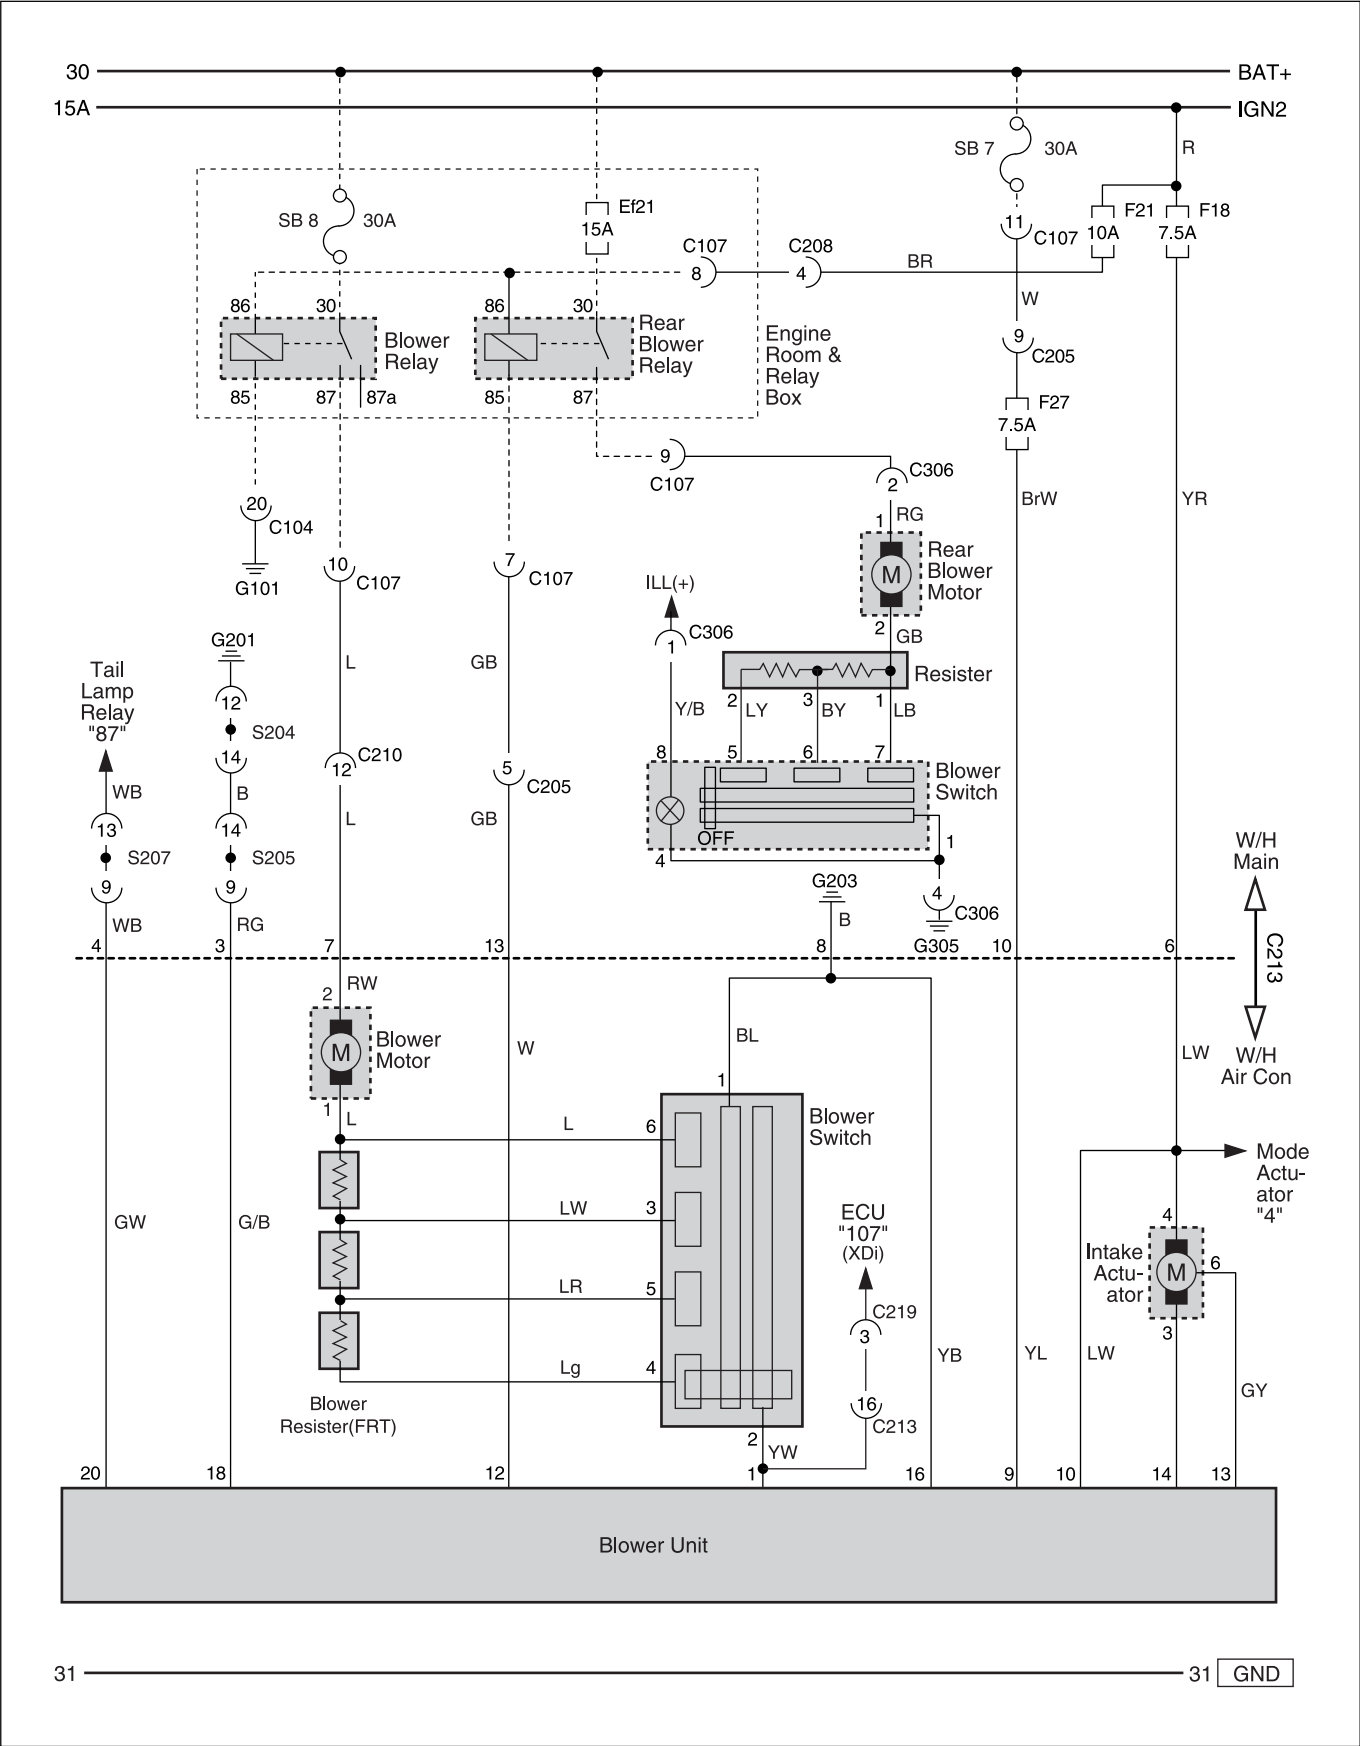 30
BAT+
15A
IGN2
SB 7
30A
R
SB 8
30A
Ef21
15A
11
C107
F21
10A
F18
7.5A
C107
8
C208
4
BR
W
86
30
86
30
Blower
Relay
Rear
Blower
Relay
Engine
Room &
Relay
Box
9
C205
85
87
87a
85
87
F27
7.5A
9
C107
C306
2
BrW
YR
20
C104
G101
1
RG
Rear
Blower
Motor
10
C107
7
C107
ILL(+)
C306
1
2
GB
G201
Tail
Lamp
Relay
"87"
12
S204
14
L
GB
Resister
2
LY
3
BY
1
LB
Y/B
C210
12
8
5
6
7
5
C205
Blower
Switch
WB
B
13
14
L
GB
OFF
1
4
S207
S205
W/H
Main
9
9
G203
B
4
C306
G305
WB
RG
4
3
7
13
8
10
6
C213
RW
2
Blower
Motor
BL
W
LW
W/H
Air Con
1
L
1
L
6
Blower
Switch
Mode
Actu-
ator
"4"
GW
G/B
LW
3
ECU
"107"
(XDi)
4
Intake
Actu-
ator
6
LR
5
C219
3
3
Lg
4
YB
YL
LW
GY
Blower
Resister(FRT)
16
C213
2
YW
20
18
12
1
16
9
10
14
13
Blower Unit
31
31
GND
M
M
M